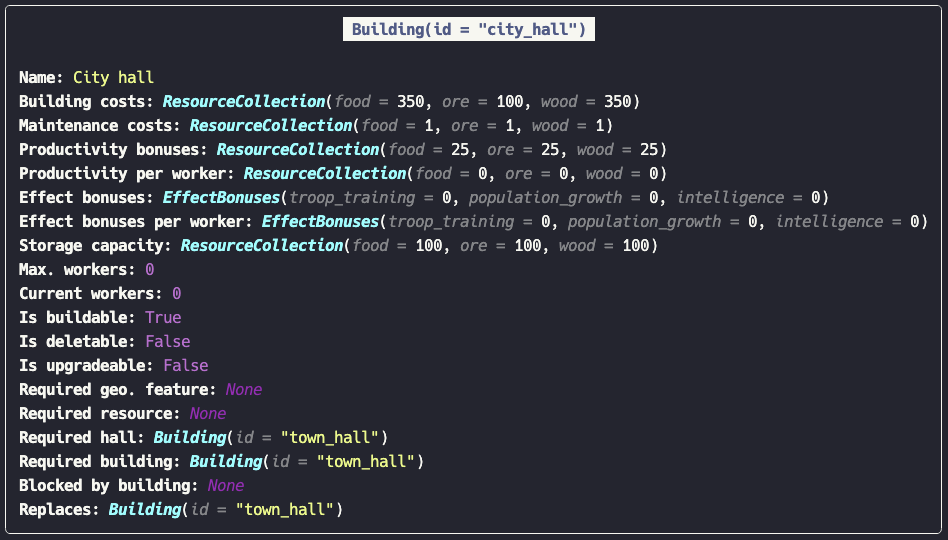 Building(id = "city_hall")
Name: City hall
Building costs: ResourceCollection(food = 350, ore = 100, wood = 350)
Maintenance costs: ResourceCollection(food = 1, ore = 1, wood = 1)
Productivity bonuses: ResourceCollection(food = 25, ore = 25, wood = 25)
Productivity per worker: ResourceCollection(food = 0, ore = 0, wood = 0)
Effect bonuses: EffectBonuses(troop_training = 0, population_growth = 0, intelligence = 0)
Effect bonuses per worker: EffectBonuses(troop_training = 0, population_growth = 0, intelligence = 0)
Storage capacity: ResourceCollection(food = 100, ore = 100, wood = 100)
Max. workers: 0
Current workers: 0
Is buildable: True
Is deletable: False
Is upgradeable: False
Required geo. feature: None
Required resource: None
Required hall: Building(id = "town_hall")
Required building: Building(id = "town_hall")
Blocked by building: None
Replaces: Building(id = "town_hall")